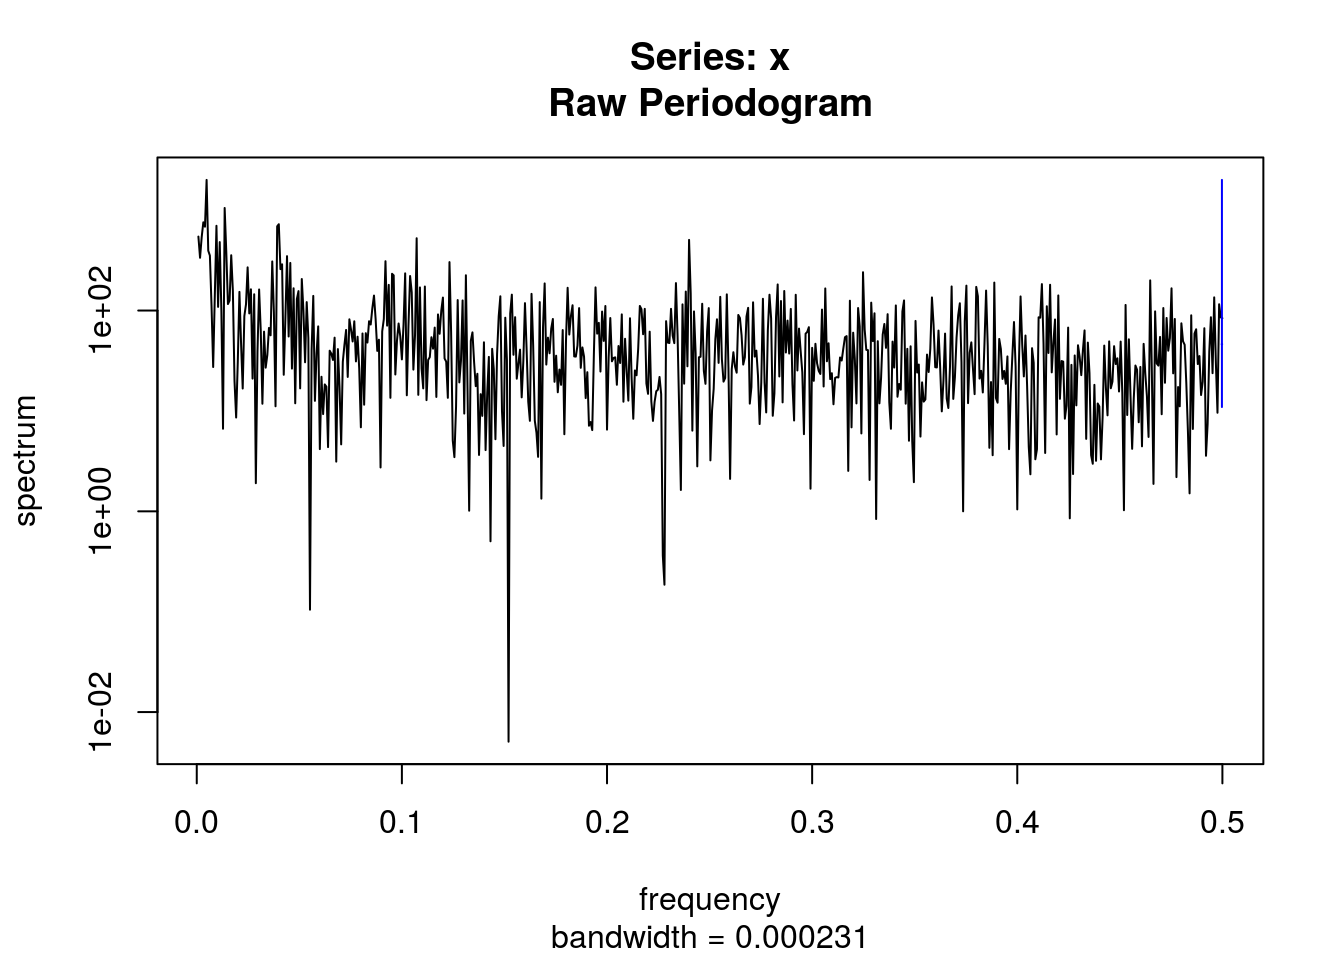 Series: x
Raw Periodogram
spectrum
1e+02
1e+00
1e-02
0.0 0.1 0.2 0.3 0.4 0.5
frequency
bandwidth = 0.000231